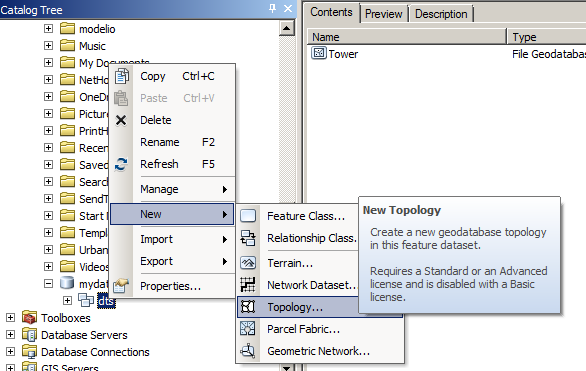 Catalog Tree
modelio
Music
My Documents
NetHo
OneDr
Picture
PrintH
Recen
Saved
Search
SendT
Start
Templ
Urban
Videos
mydat
dts
Toolboxes
Database Servers
Database Connections
GIS Servers
Copy Ctrl+C
Paste Ctrl+V
Delete
Rename F2
Refresh F5
Manage
New
Import
Export
Properties...
Feature Class...
Relationship Class...
Terrain...
Network Dataset...
Topology...
Parcel Fabric...
Geometric Network...
Contents Preview Description
Name Type
Tower File Geodataba
New Topology
Create a new geodatabase topology
in this feature dataset.
Requires a Standard or an Advanced
license and is disabled with a Basic
license.